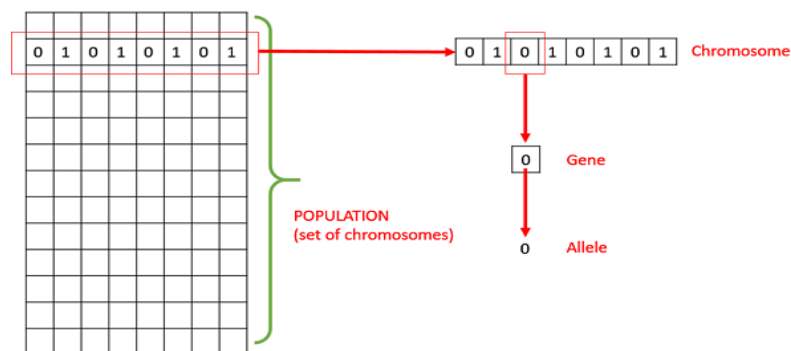 0 1 0 1 0 1 0 1
0 1 0 1 0 1 0 1 Chromosome
0 Gene
POPULATION
(set of chromosomes)
0 Allele